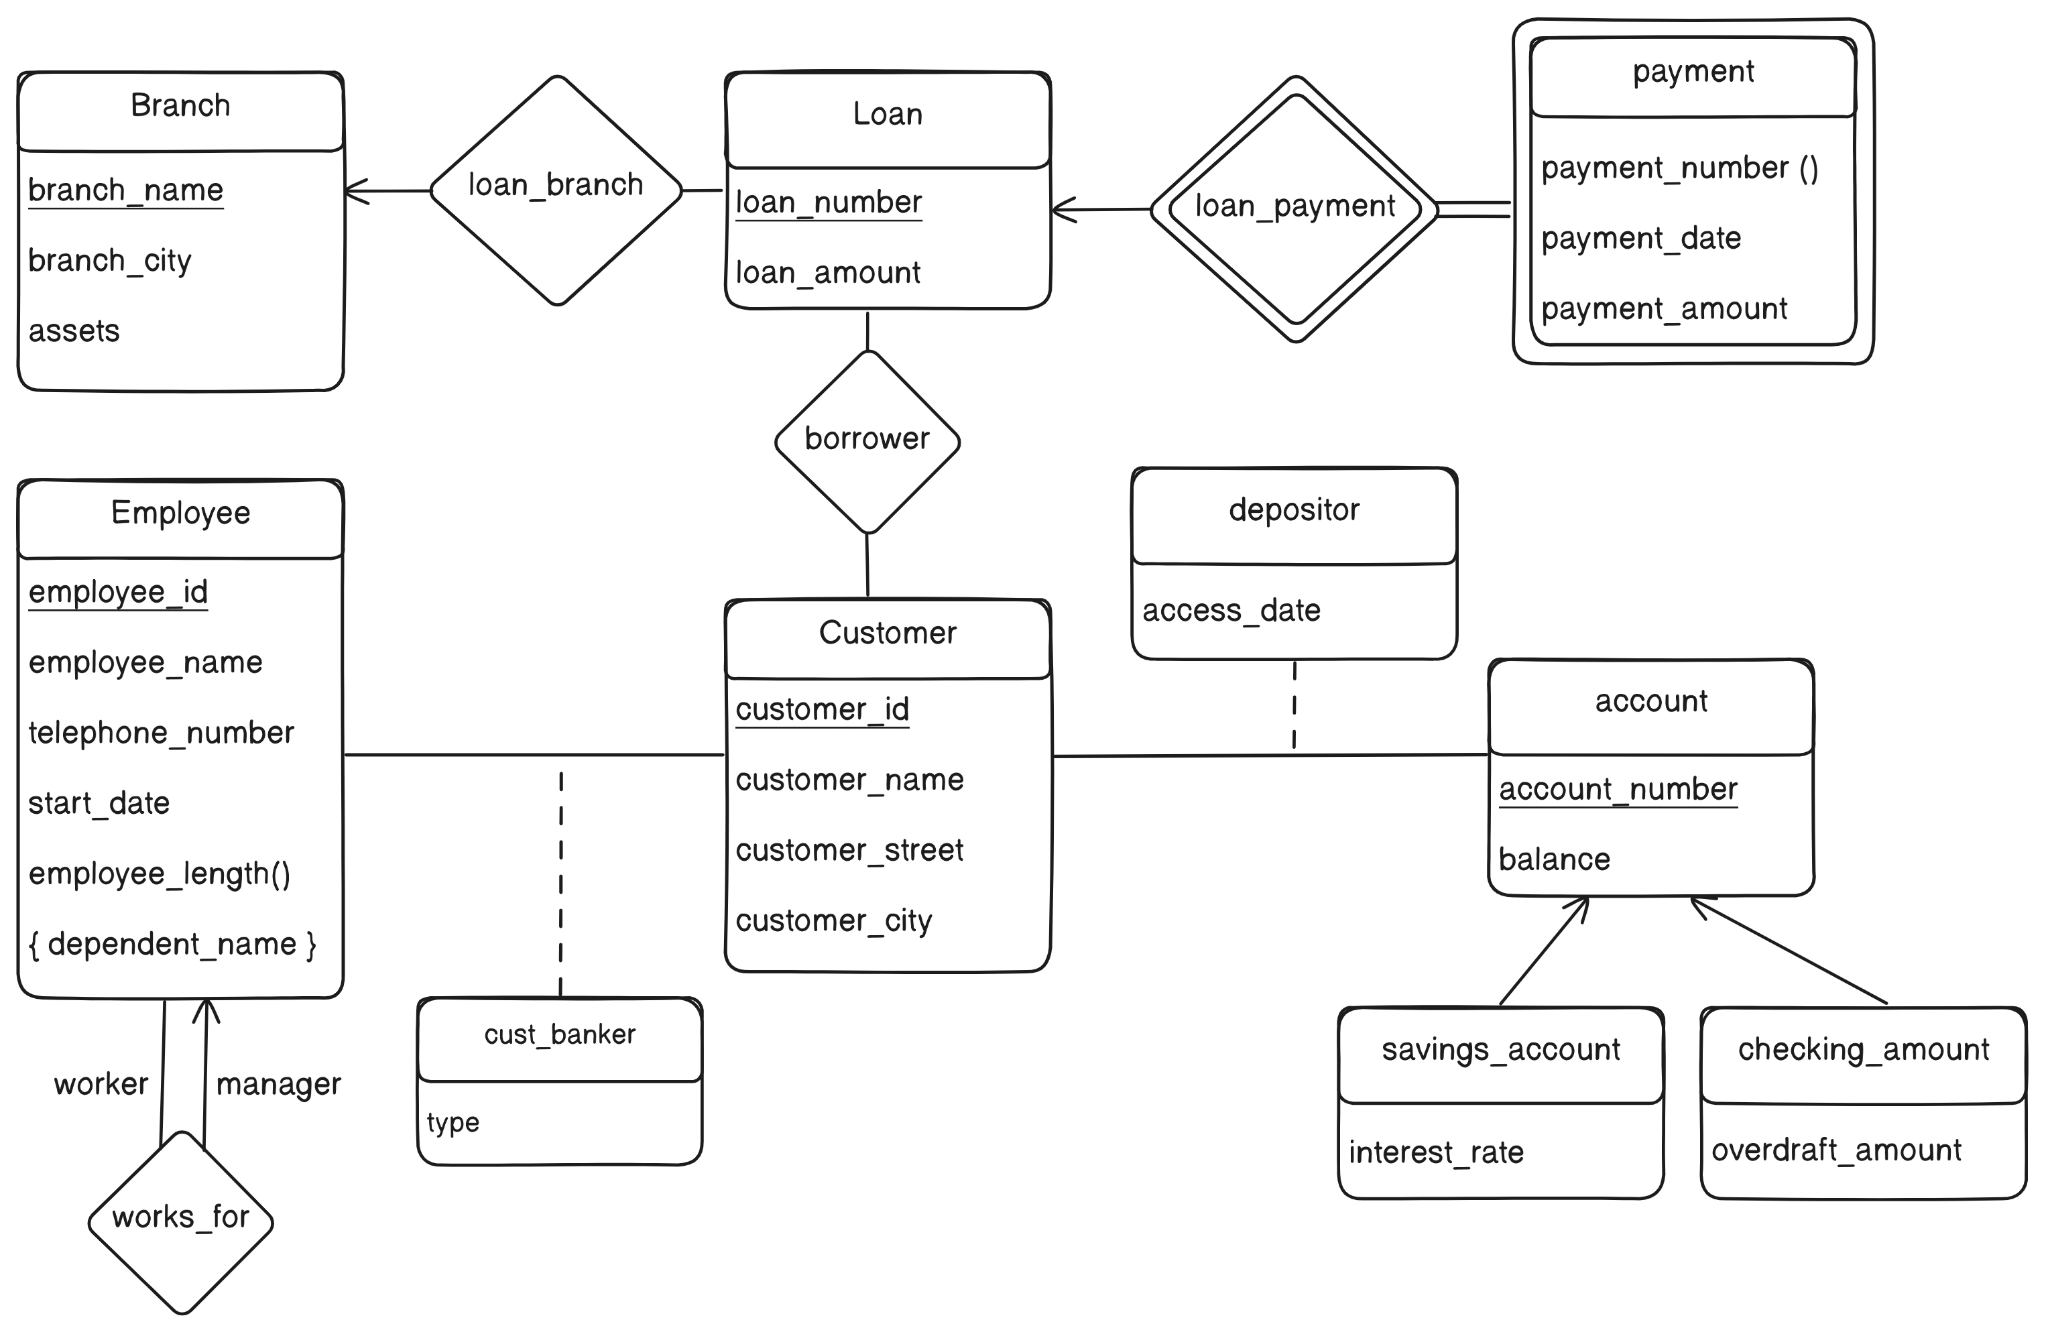 Branch
branch_name
branch_city
assets
loan_branch
Loan
loan_number
loan_amount
loan_payment
payment
payment_number ()
payment_date
payment_amount
borrower
Employee
employee_id
employee_name
telephone_number
start_date
employee_length()
{ dependent_name }
worker
manager
works_for
cust_banker
type
Customer
customer_id
customer_name
customer_street
customer_city
depositor
access_date
account
account_number
balance
savings_account
interest_rate
checking_amount
overdraft_amount